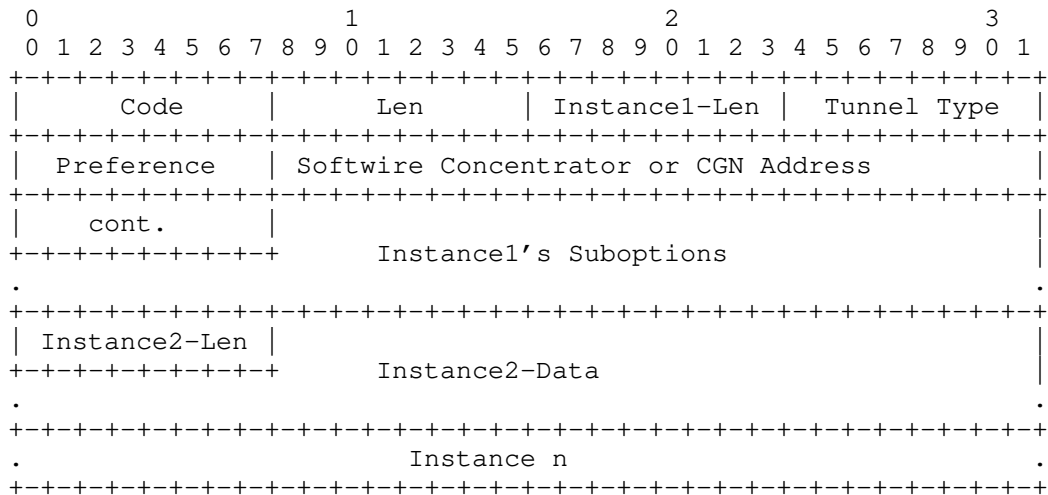 0                   1                   2                   3
0 1 2 3 4 5 6 7 8 9 0 1 2 3 4 5 6 7 8 9 0 1 2 3 4 5 6 7 8 9 0 1
+-+-+-+-+-+-+-+-+-+-+-+-+-+-+-+-+-+-+-+-+-+-+-+-+-+-+-+-+-+-+-+-+
|     Code      |      Len      | Instance1-Len |  Tunnel Type  |
+-+-+-+-+-+-+-+-+-+-+-+-+-+-+-+-+-+-+-+-+-+-+-+-+-+-+-+-+-+-+-+-+
|  Preference   | Softwire Concentrator or CGN Address          |
+-+-+-+-+-+-+-+-+-+-+-+-+-+-+-+-+-+-+-+-+-+-+-+-+-+-+-+-+-+-+-+-+
|    cont.      |                                               |
+-+-+-+-+-+-+-+-+      Instance1’s Suboptions                   |
.                                                               .
+-+-+-+-+-+-+-+-+-+-+-+-+-+-+-+-+-+-+-+-+-+-+-+-+-+-+-+-+-+-+-+-+
| Instance2-Len |                                               |
+-+-+-+-+-+-+-+-+      Instance2-Data                           |
.                                                               .
+-+-+-+-+-+-+-+-+-+-+-+-+-+-+-+-+-+-+-+-+-+-+-+-+-+-+-+-+-+-+-+-+
.                        Instance n                             .
+-+-+-+-+-+-+-+-+-+-+-+-+-+-+-+-+-+-+-+-+-+-+-+-+-+-+-+-+-+-+-+-+